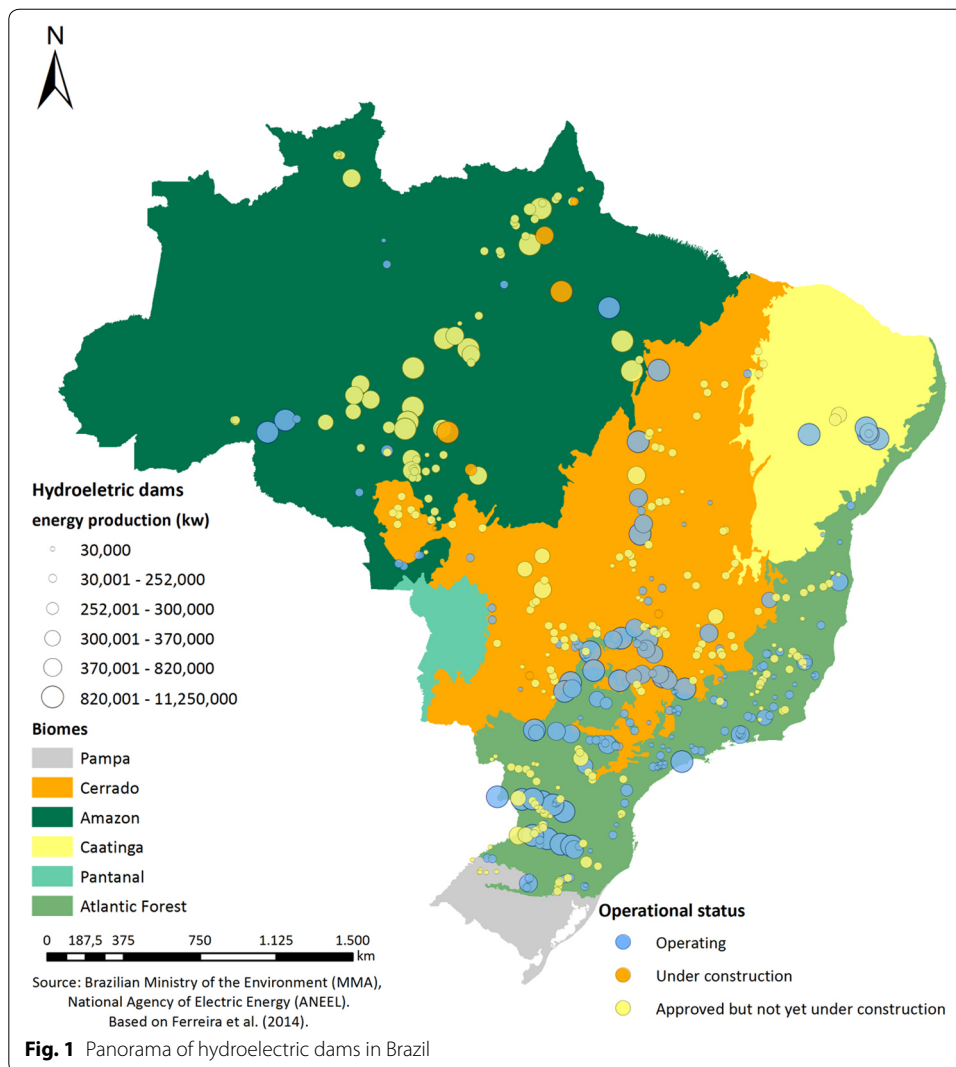 N
Hydroeletric dams
energy production (kw)
30,000
30,001 - 252,000
252,001 - 300,000
300,001 - 370,000
370,001 - 820,000
820,001 - 11,250,000
Biomes
Pampa
Cerrado
Amazon
Caatinga
Pantanal
Atlantic Forest
0 187,5 375 750 1.125 1.500
km
Source: Brazilian Ministry of the Environment (MMA),
National Agency of Electric Energy (ANEEL).
Based on Ferreira et al. (2014).
Operational status
Operating
Under construction
Approved but not yet under construction
Fig. 1 Panorama of hydroelectric dams in Brazil